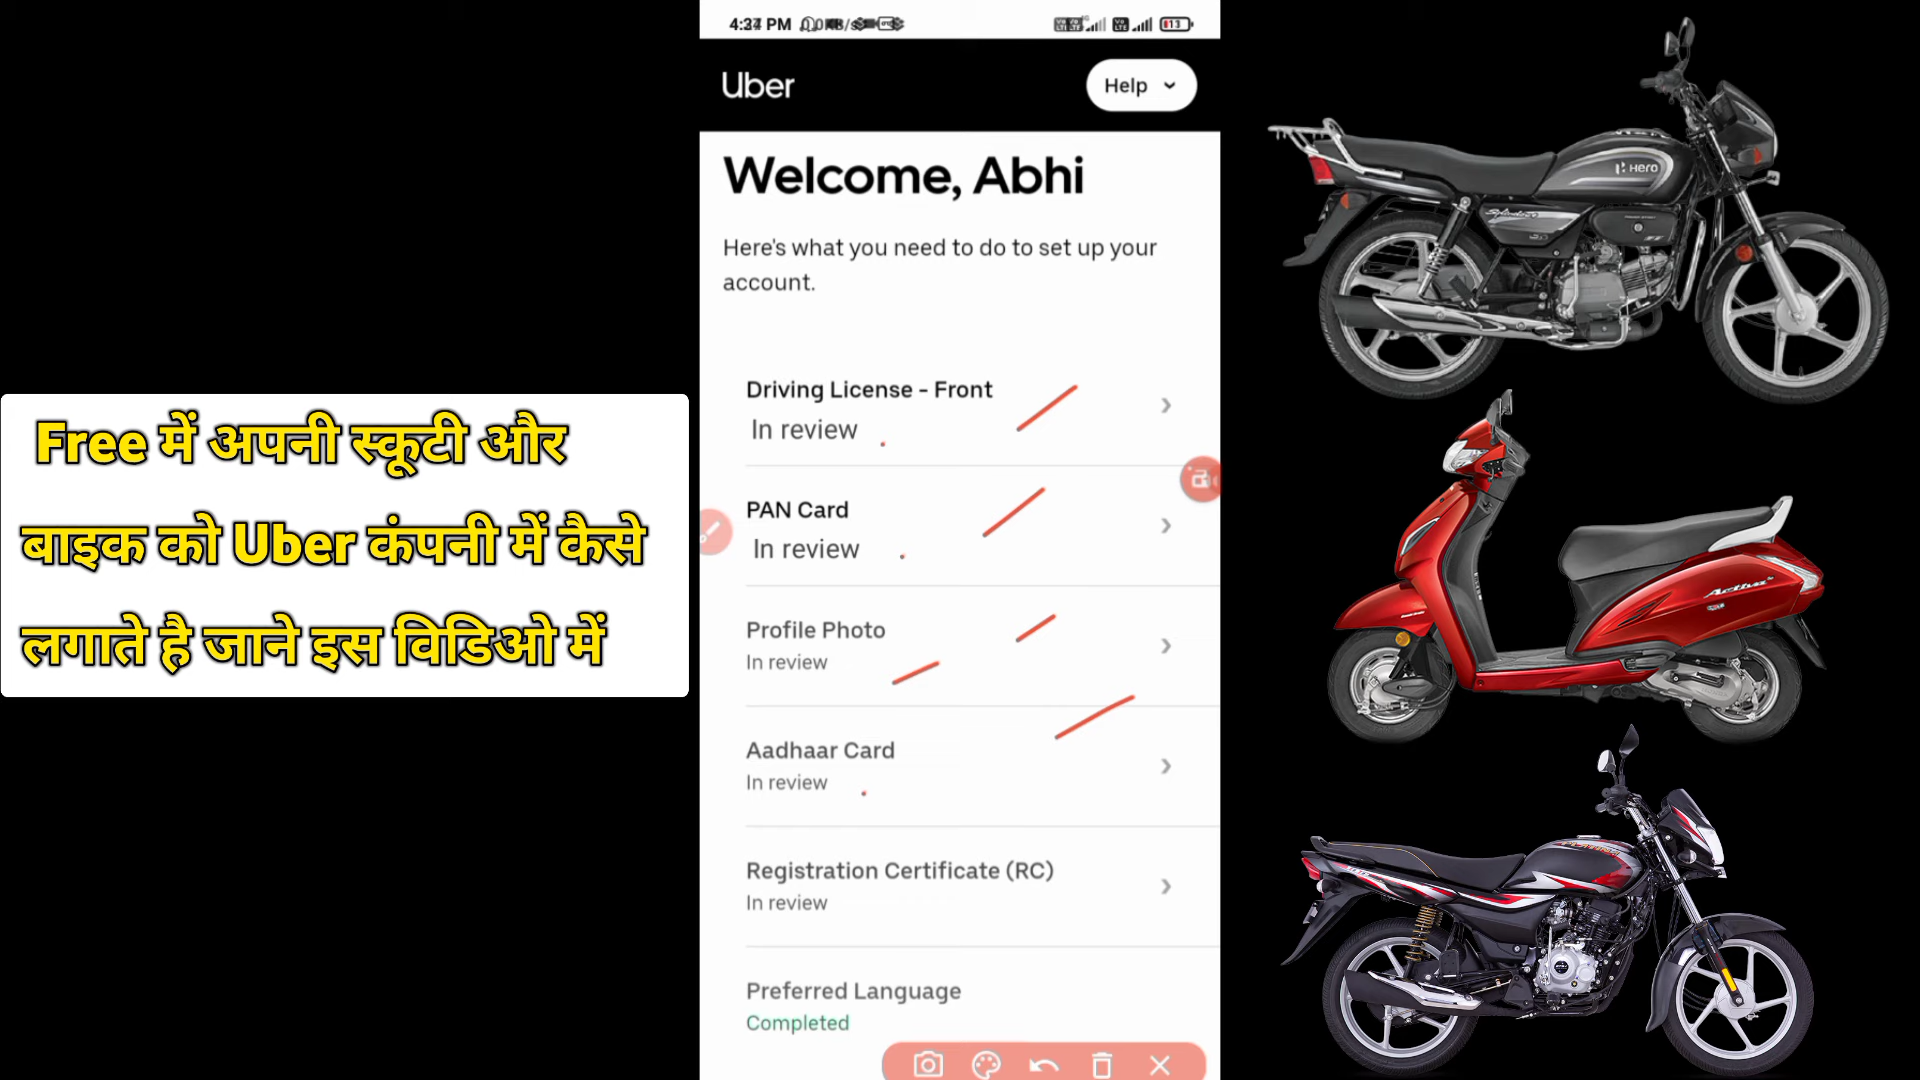 Free में अपनी स्कूटी और
बाइक को Uber कंपनी में कैसे
लगाते है जाने इस विडिओ में
PM
Uber
Help
Welcome, Abhi
Here's what you need to do to set up your
account.
Driving License - Front
In review
PAN Card
In review
Profile Photo
In review
Aadhaar Card
In review
Registration Certificate (RC)
In review
Preferred Language
Completed
Hero
Splendor+
Activa